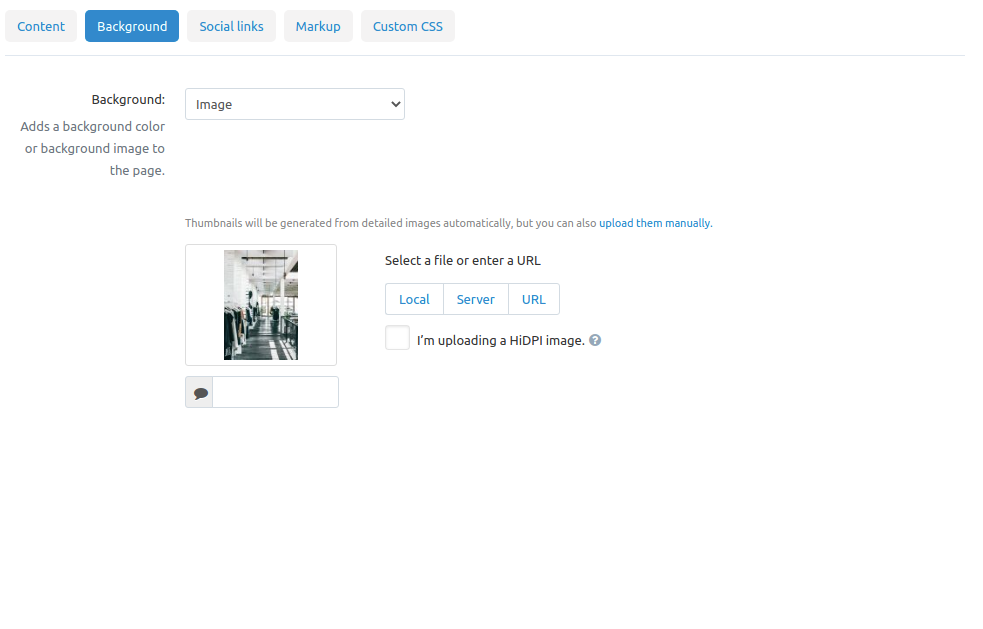 Content Background Social links Markup Custom CSS
Background: Image
Adds a background color
or background image to
the page.
Thumbnails will be generated from detailed images automatically, but you can also upload them manually.
Select a file or enter a URL
Local Server URL
I'm uploading a HiDPI image. ?